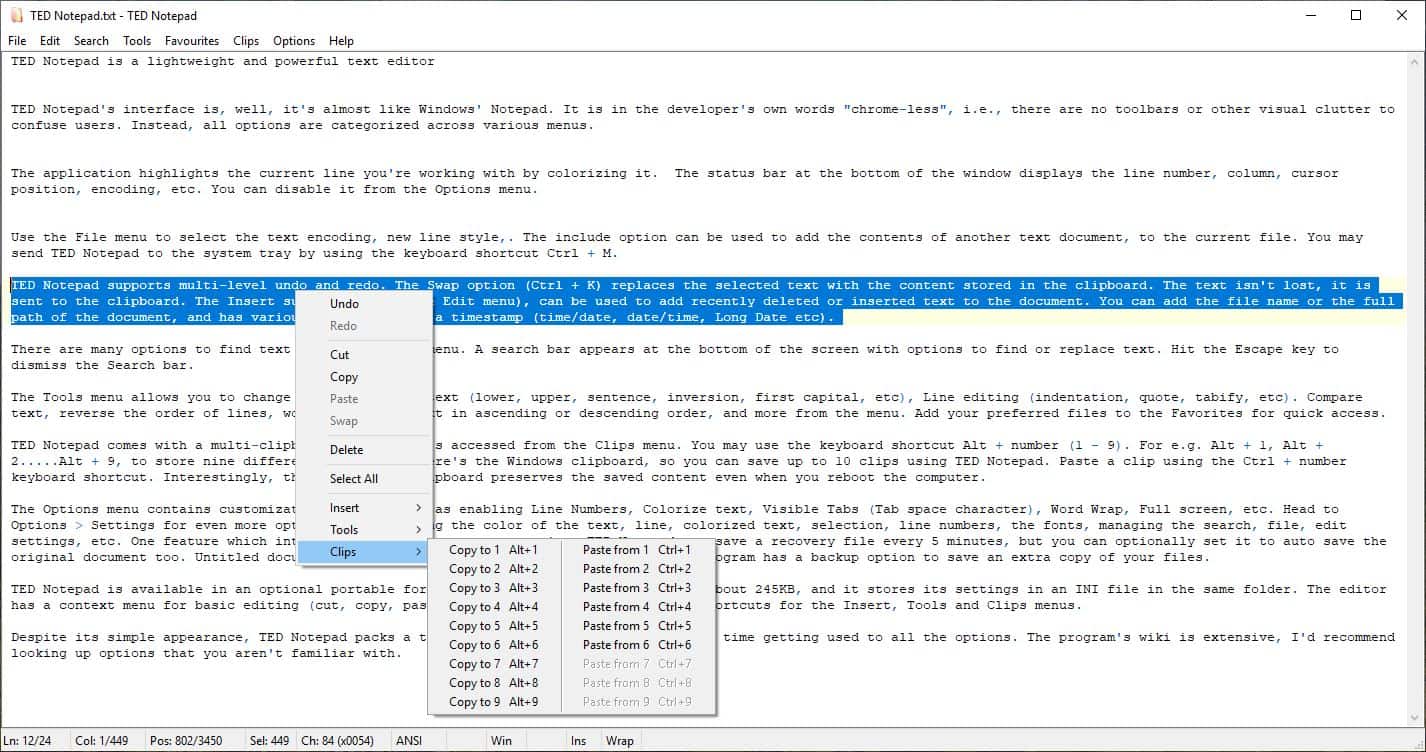 TED Notepad.txt - TED Notepad
File Edit Search Tools Favourites Clips Options Help
TED Notepad is a lightweight and powerful text editor
TED Notepad's interface is, well, it's almost like Windows' Notepad. It is in the developer's own words "chrome-less", i.e., there are no toolbars or other visual clutter to
confuse users. Instead, all options are categorized across various menus.
The application highlights the current line you're working with by colorizing it.  The status bar at the bottom of the window displays the line number, column, cursor
position, encoding, etc. You can disable it from the Options menu.
Use the File menu to select the text encoding, new line style,. The include option can be used to add the contents of another text document, to the current file. You may
send TED Notepad to the system tray by using the keyboard shortcut Ctrl + M.
TED Notepad supports multi-level undo and redo. The Swap option (Ctrl + K) replaces the selected text with the content stored in the clipboard. The text isn't lost, it is
sent to the clipboard. The Insert Edit menu), can be used to add recently deleted or inserted text to the document. You can add the file name or the full
path of the document, and has a timestamp (time/date, date/time, Long Date etc).
There are many options to find text menu. A search bar appears at the bottom of the screen with options to find or replace text. Hit the Escape key to
dismiss the Search bar.
The Tools menu allows you to change (lower, upper, sentence, inversion, first capital, etc), Line editing (indentation, quote, tabify, etc). Compare
text, reverse the order of lines, in ascending or descending order, and more from the menu. Add your preferred files to the Favorites for quick access.
TED Notepad comes with a accessed from the Clips menu. You may use the keyboard shortcut Alt + number (1 - 9). For e.g. Alt + 1, Alt +
2.....Alt + 9, to store nine the Windows clipboard, so you can save up to 10 clips using TED Notepad. Paste a clip using the Ctrl + number
keyboard shortcut. Interestingly, preserves the saved content even when you reboot the computer.
The Options menu contains as enabling Line Numbers, Colorize text, Visible Tabs (Tab space character), Word Wrap, Full screen, etc. Head to
Options > Settings for even more the color of the text, line, colorized text, selection, line numbers, the fonts, managing the search, file, edit
settings, etc. One feature which save a recovery file every 5 minutes, but you can optionally set it to auto save the
original document too. Untitled has a backup option to save an extra copy of your files.
TED Notepad is available in an optional portable 245KB, and it stores its settings in an INI file in the same folder. The editor
has a context menu for basic editing (cut, copy, for the Insert, Tools and Clips menus.
Despite its simple appearance, TED Notepad packs a time getting used to all the options. The program's wiki is extensive, I'd recommend
looking up options that you aren't familiar with.
Undo
Redo
Cut
Copy
Paste
Swap
Delete
Select All
Insert
Tools
Clips
Copy to 1 Alt+1 Paste from 1 Ctrl+1
Copy to 2 Alt+2 Paste from 2 Ctrl+2
Copy to 3 Alt+3 Paste from 3 Ctrl+3
Copy to 4 Alt+4 Paste from 4 Ctrl+4
Copy to 5 Alt+5 Paste from 5 Ctrl+5
Copy to 6 Alt+6 Paste from 6 Ctrl+6
Copy to 7 Alt+7 Paste from 7 Ctrl+7
Copy to 8 Alt+8 Paste from 8 Ctrl+8
Copy to 9 Alt+9 Paste from 9 Ctrl+9
Ln: 12/24 Col: 1/449 Pos: 802/3450 Sel: 449 Ch: 84 (x0054) ANSI Win Ins Wrap